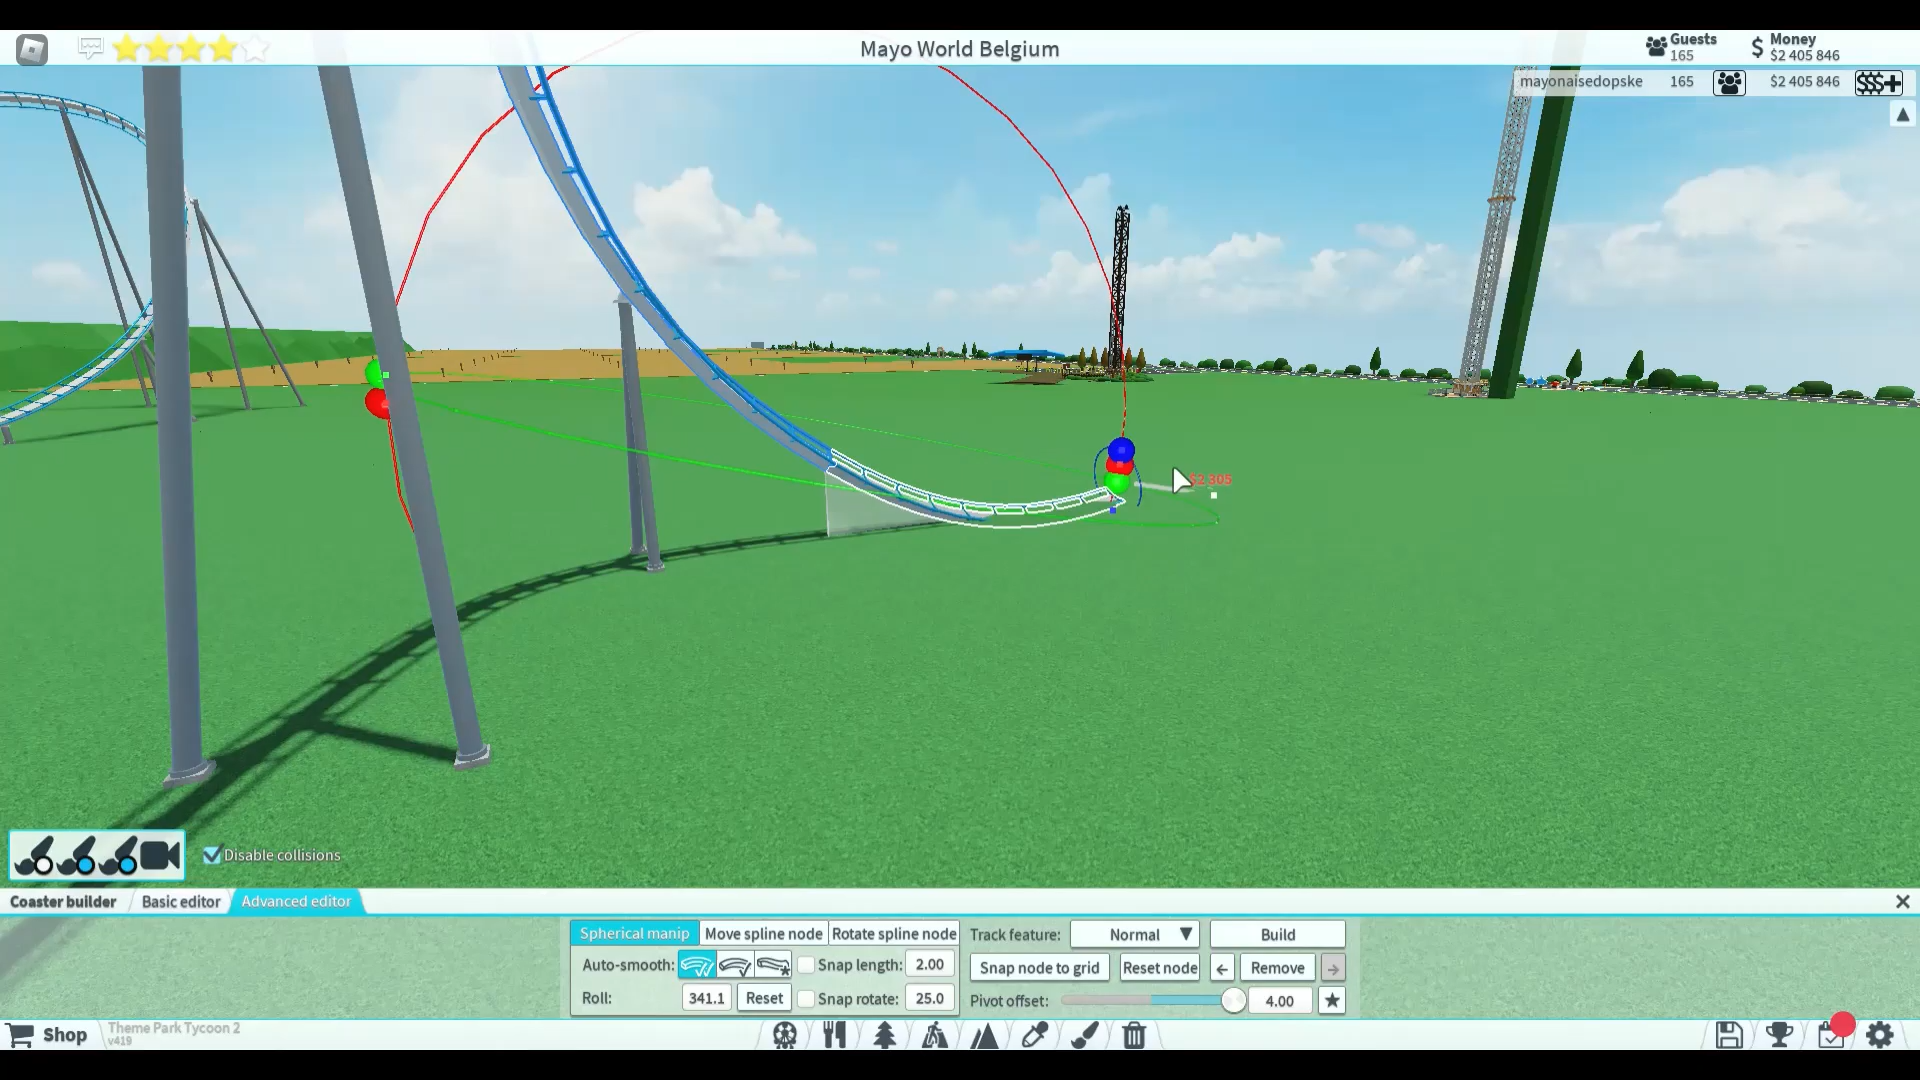 Mayo World Belgium
Guests
165
Money
$2 405 846
mayonaisedopske 165 $2 405 846 $$$+
$2 305
Disable collisions
Coaster builder Basic editor Advanced editor
Spherical manip Move spline node Rotate spline node Track feature: Normal Build
Auto-smooth: Snap length: 2.00 Snap node to grid Reset node Remove
Roll: 341.1 Reset Snap rotate: 25.0 Pivot offset: 4.00
Shop
Theme Park Tycoon 2
v419